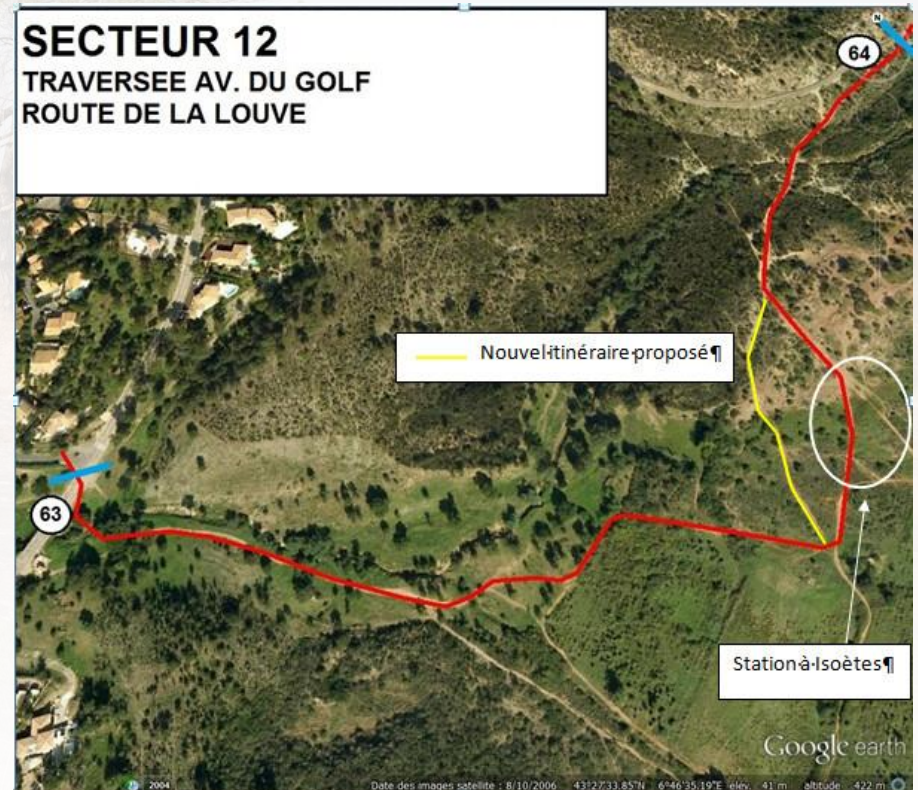 SECTEUR 12
TRAVERSEE AV. DU GOLF
ROUTE DE LA LOUVE
N
64
Nouvel·itinéraire·proposé¶
63
Station·à·Isoètes¶
Google earth
2004
Date des images satellite : 8/10/2006 43°27'33.85"N 6°46'35.19"E élév. 41 m altitude 422 m